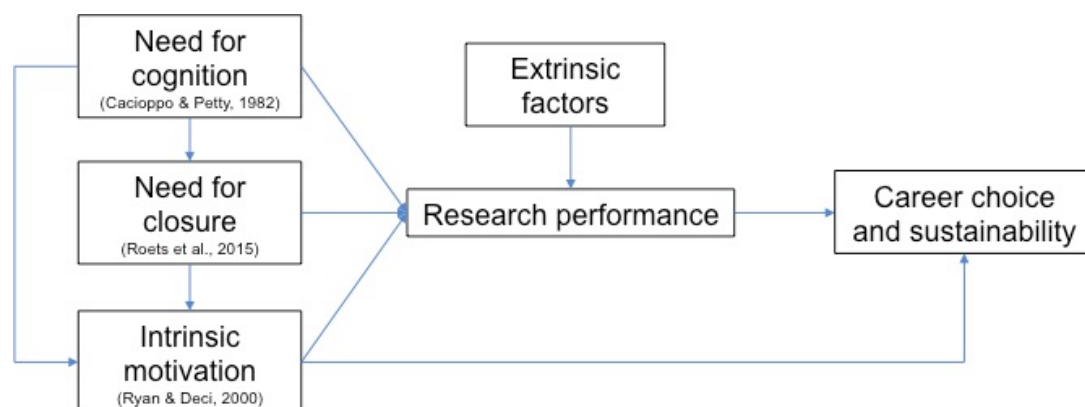 Need for
cognition
(Cacioppo & Petty, 1982)
Extrinsic
factors
Need for
closure
(Roets et al., 2015)
Research performance
Career choice
and sustainability
Intrinsic
motivation
(Ryan & Deci, 2000)